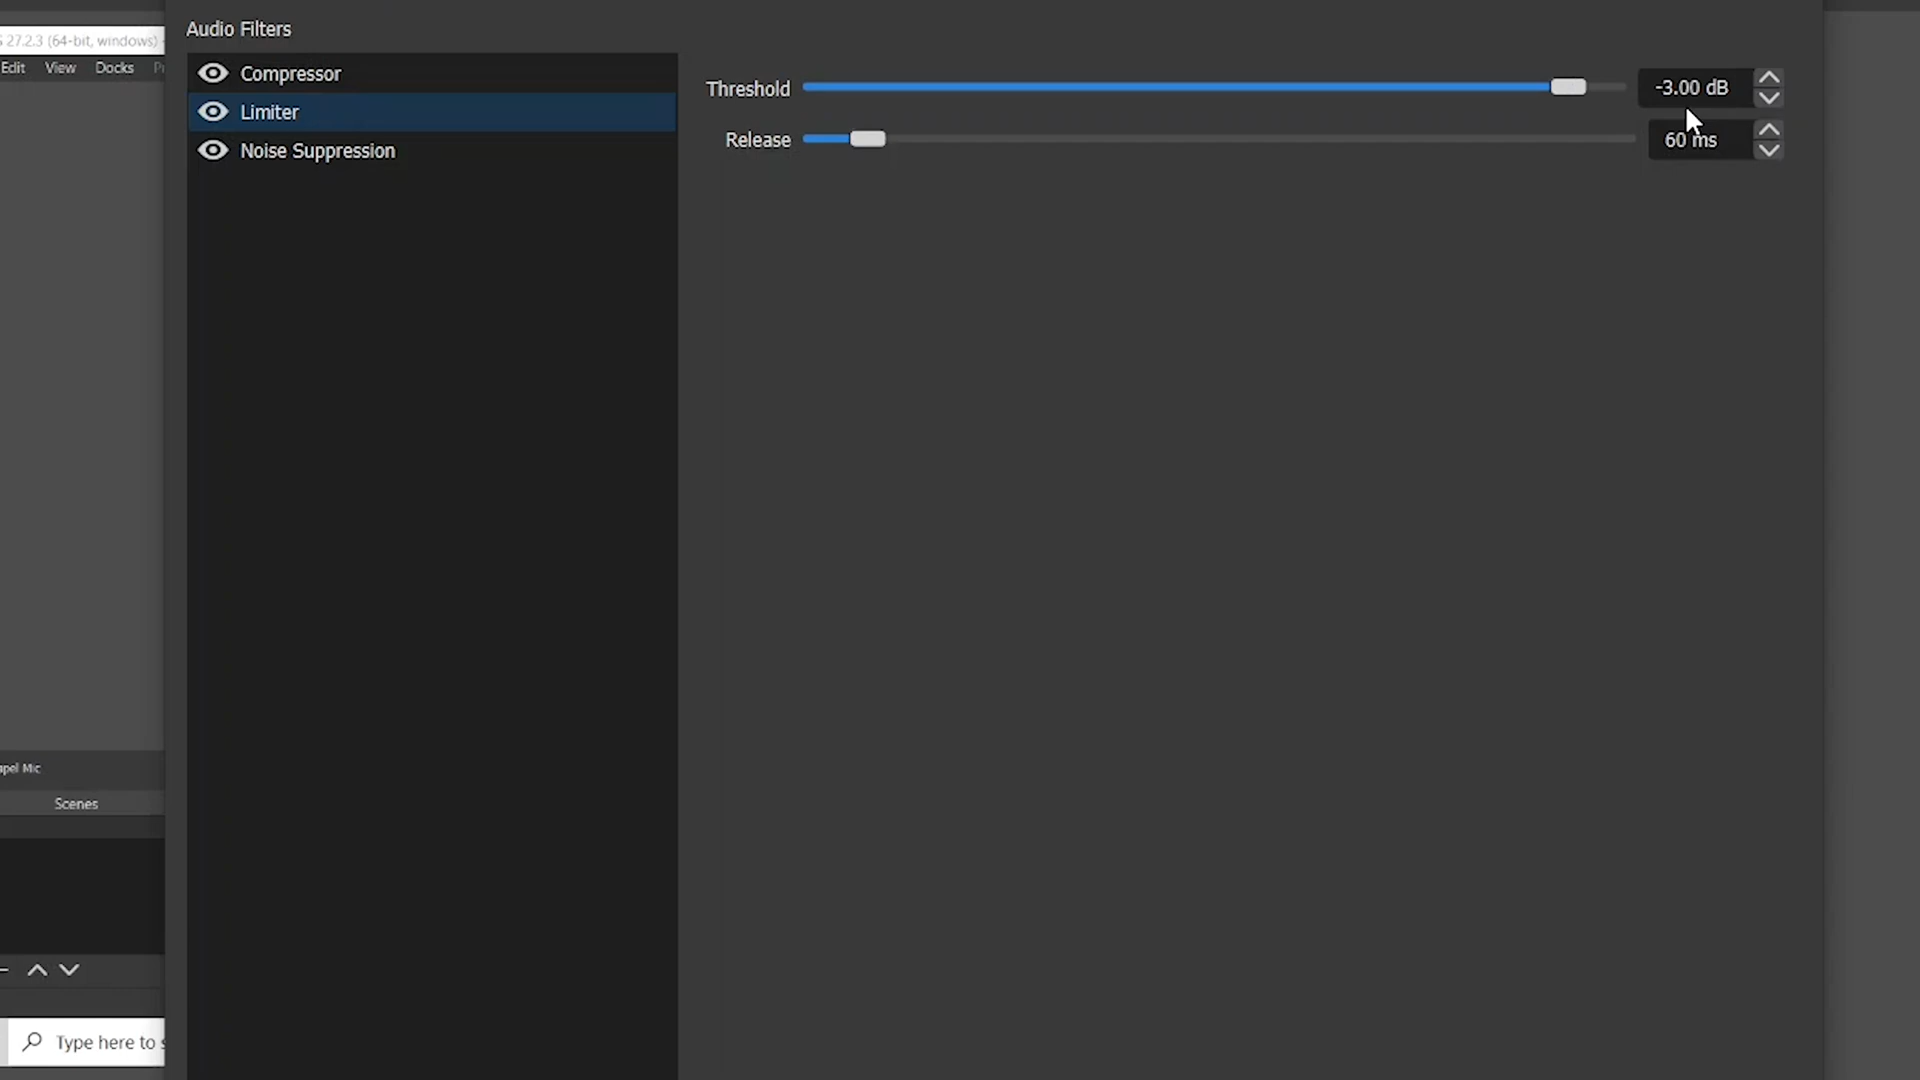 Audio Filters
27.2.3 (64-bit, windows)
Edit View Docks
Compressor
Limiter
Noise Suppression
Threshold -3.00 dB
Release 60 ms
Mic
Scenes
Type here to